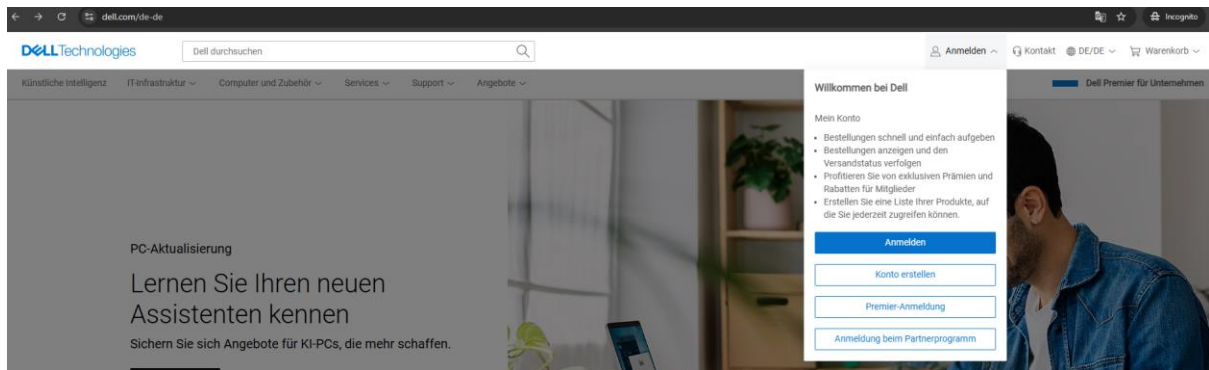 dell.com/de-de
Incognito
DELLTechnologies
Dell durchsuchen
Anmelden
Kontakt
DE/DE
Warenkorb
Künstliche Intelligenz
IT-Infrastruktur
Computer und Zubehör
Services
Support
Angebote
Dell Premier für Unternehmen
Willkommen bei Dell
Mein Konto
• Bestellungen schnell und einfach aufgeben
• Bestellungen anzeigen und den
Versandstatus verfolgen
• Profitieren Sie von exklusiven Prämien und
Rabatten für Mitglieder
• Erstellen Sie eine Liste Ihrer Produkte, auf
die Sie jederzeit zugreifen können.
Anmelden
Konto erstellen
Premier-Anmeldung
Anmeldung beim Partnerprogramm
PC-Aktualisierung
Lernen Sie Ihren neuen
Assistenten kennen
Sichern Sie sich Angebote für KI-PCs, die mehr schaffen.